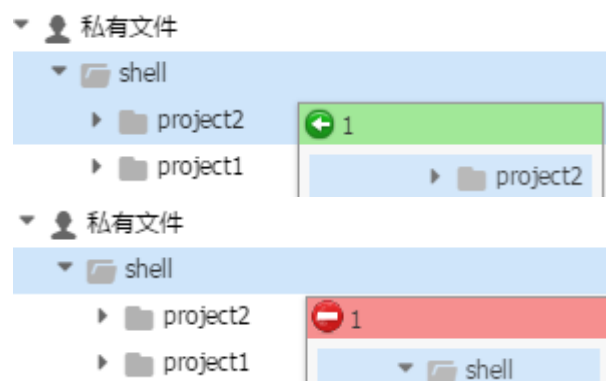 私有文件
shell
project2
1
project1
project2
私有文件
shell
project2
1
project1
shell